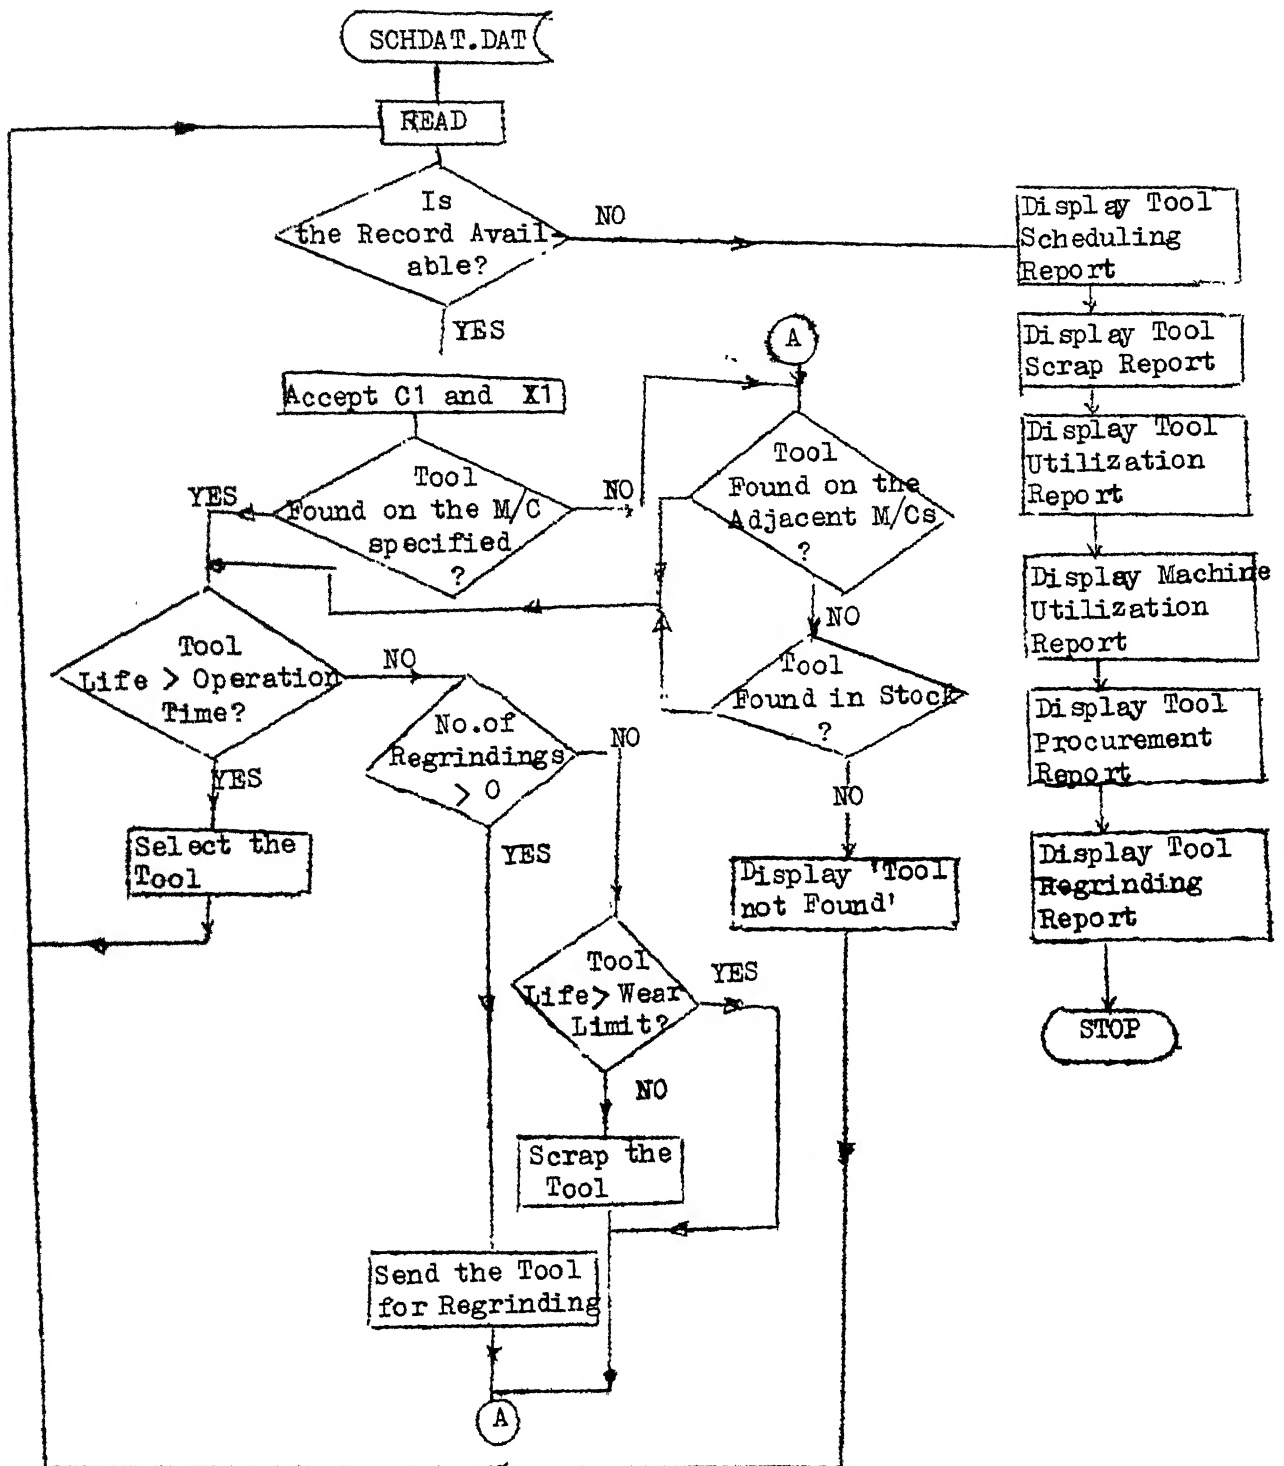 SCHDAT.DAT
READ
Is
the Record Avail
able?
NO
YES
Accept C1 and X1
Tool
Found on the M/C
specified
?
YES
NO
A
Tool
Found on the
Adjacent M/Cs
?
NO
Tool
Found in Stock
?
NO
Display 'Tool
not Found'
Tool
Life > Operation
Time?
NO
YES
Select the
Tool
No.of
Regrindings
> 0
NO
YES
Tool
Life > Wear
Limit?
YES
NO
Scrap the
Tool
Send the Tool
for Regrinding
A
Display Tool
Scheduling
Report
Display Tool
Scrap Report
Display Tool
Utilization
Report
Display Machine
Utilization
Report
Display Tool
Procurement
Report
Display Tool
Regrinding
Report
STOP